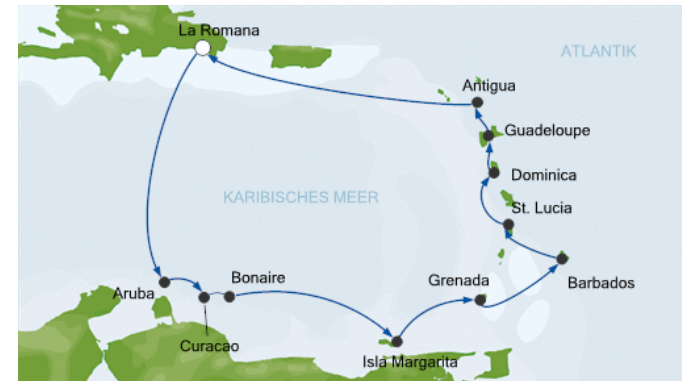 La Romana
ATLANTIK
Antigua
Guadeloupe
Dominica
KARIBISCHES MEER
St. Lucia
Bonaire
Grenada
Barbados
Aruba
Curacao
Isla Margarita